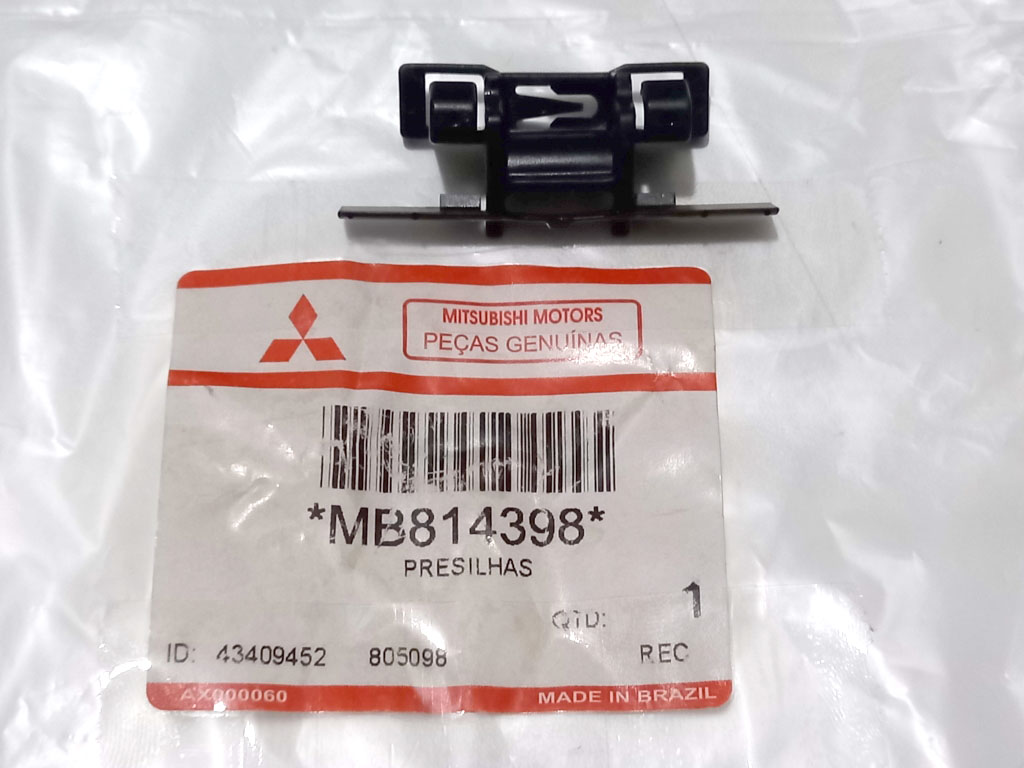 MITSUBISHI MOTORS
PEÇAS GENUÍNAS
*MB814398*
PRESILHAS
QTD: 1
ID: 43409452 805098 REC
AX000060 MADE IN BRAZIL